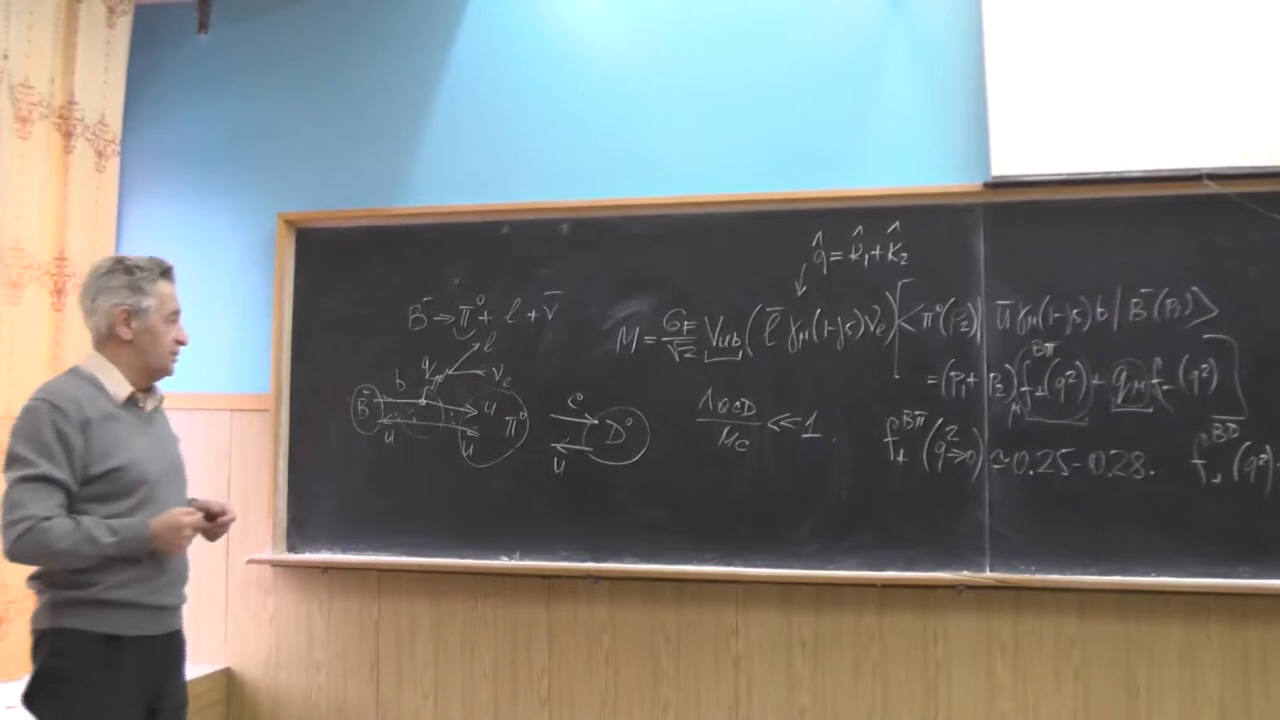 q̂ = k̂₁ + k̂₂
B⁻ → π⁰ + l + ν̄
M = G_F/√2 V_ub ( l̄ γ_μ(1-γ₅) ν_e ) <π⁰(P₂)| ū γ_μ(1-γ₅) b | B⁻(P₁)>
= (P₁ + P₂)_μ f₊^{Bπ}(q²) + q_μ f₋(q²)
q l
b ν_e
B⁻ u π⁰
u u
c D⁰
u
Λ_QCD / M_c ≪ 1.
f₊^{Bπ}(q²→0) ≃ 0.25 - 0.28.
(q²)